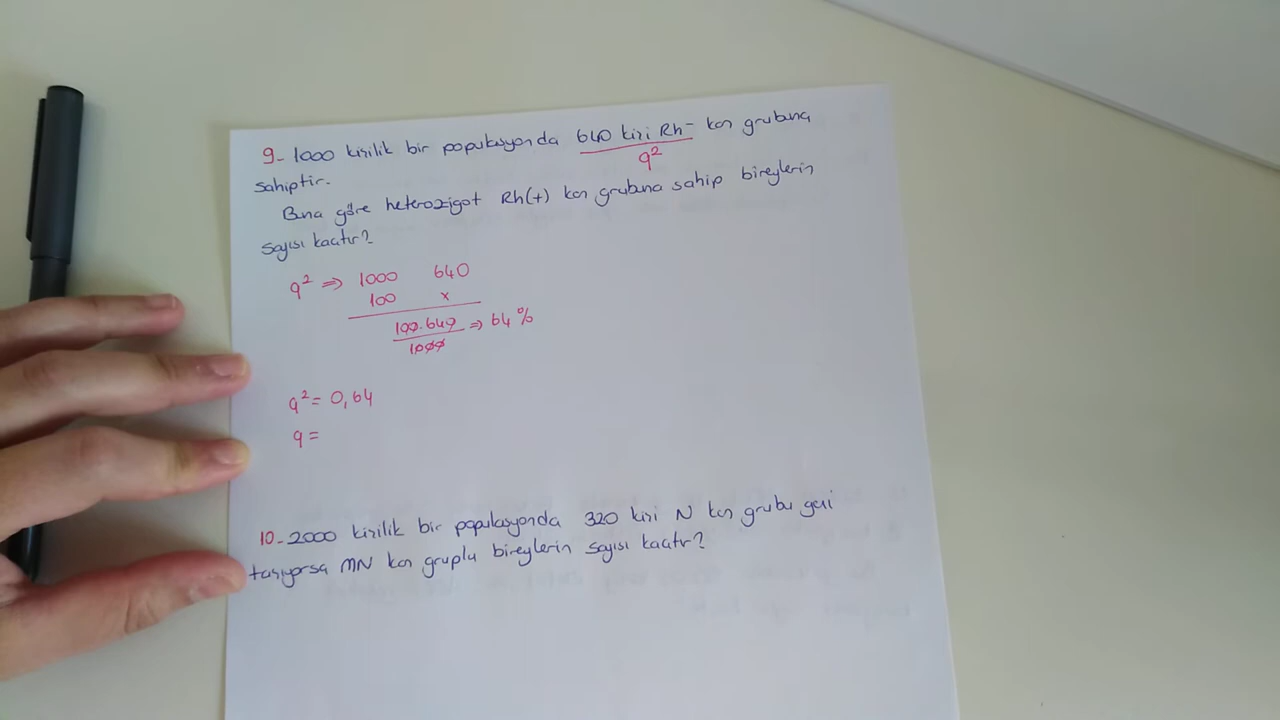 9- 1000 kişilik bir populasyonda 640 kişi Rh⁻ kan grubuna
q²
sahiptir.
Buna göre heterozigot Rh(+) kan grubuna sahip bireylerin
sayısı kaçtır?
q² ⇒ 1000 640
100 x
100.640 ⇒ 64 %
1000
q² = 0,64
q =
10- 2000 kişilik bir populasyonda 320 kişi N kan grubu geni
taşıyorsa MN kan gruplu bireylerin sayısı kaçtır?